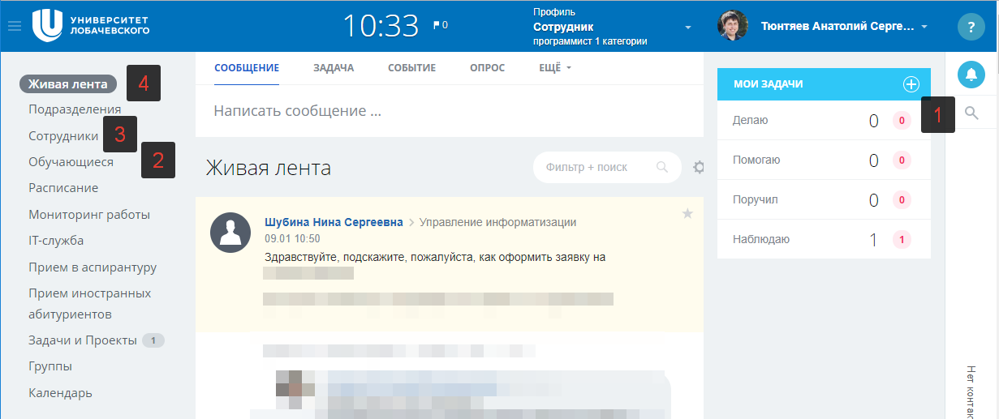 УНИВЕРСИТЕТ
ЛОБАЧЕВСКОГО
10:33
0
Профиль
Сотрудник
программист 1 категории
Тюнтяев Анатолий Серге...
?
Живая лента
4
Подразделения
Сотрудники
3
Обучающиеся
2
Расписание
Мониторинг работы
IT-служба
Прием в аспирантуру
Прием иностранных
абитуриентов
Задачи и Проекты 1
Группы
Календарь
СООБЩЕНИЕ ЗАДАЧА СОБЫТИЕ ОПРОС ЕЩЁ
Написать сообщение ...
Живая лента
Фильтр + поиск
Шубина Нина Сергеевна > Управление информатизации
09.01 10:50
Здравствуйте, подскажите, пожалуйста, как оформить заявку на
МОИ ЗАДАЧИ
Делаю 0 0
Помогаю 0 0
Поручил 0 0
Наблюдаю 1 1
1
Нет контак